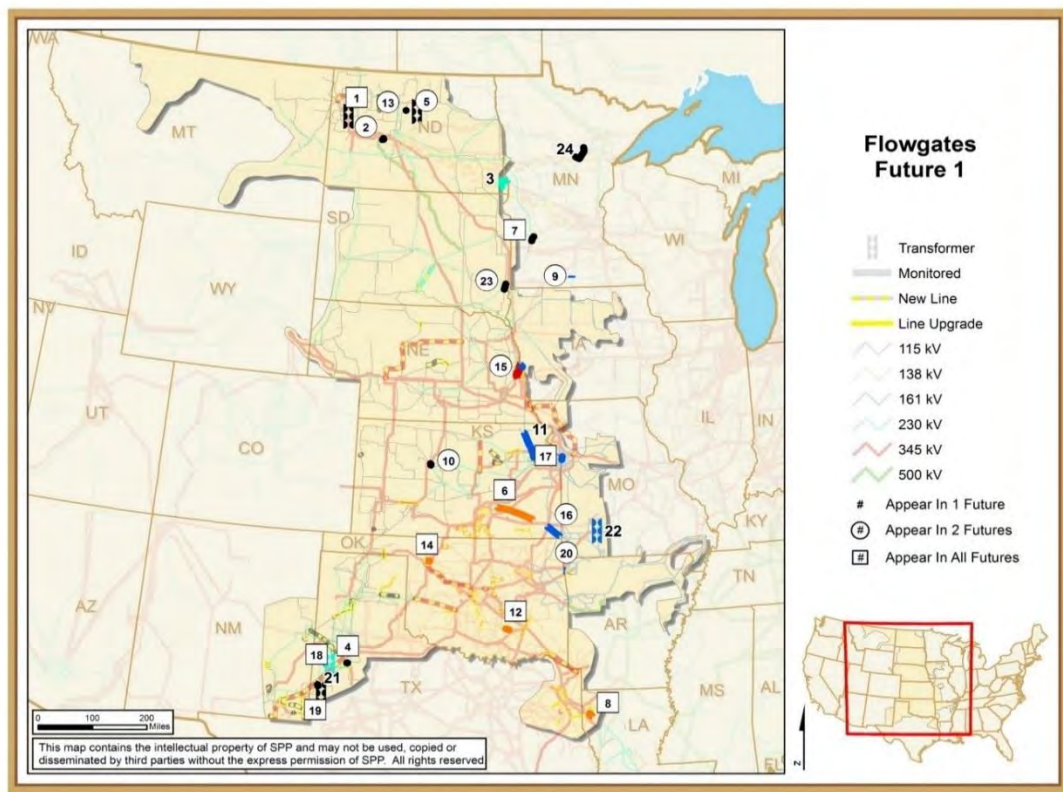 Flowgates
Future 1
Transformer
Monitored
New Line
Line Upgrade
115 kV
138 kV
161 kV
230 kV
345 kV
500 kV
# Appear In 1 Future
# Appear In 2 Futures
# Appear In All Futures
WA
MT
ND
MN
MI
ID
SD
WI
WY
NV
NE
IA
UT
CO
KS
MO
IL
IN
KY
OK
TN
AZ
NM
AR
TX
MS
AL
LA
1
13
5
2
24
3
7
23
9
15
11
17
10
6
16
22
20
14
12
4
18
21
19
8
0 100 200
Miles
This map contains the intellectual property of SPP and may not be used, copied or
disseminated by third parties without the express permission of SPP. All rights reserved
z